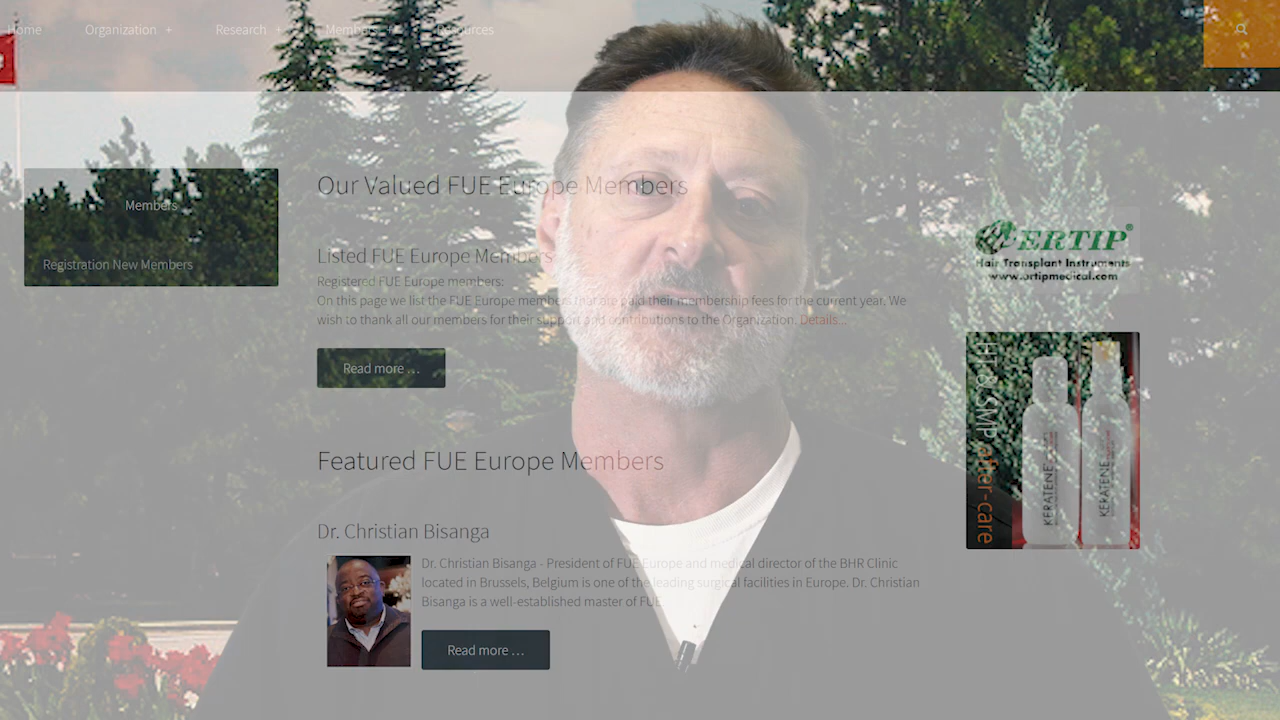 Home
Organization +
Research +
Members +
Resources
Members
Registration New Members
Our Valued FUE Europe Members
Listed FUE Europe Members
Registered FUE Europe members:
On this page we list the FUE Europe members that are paid their membership fees for the current year. We
wish to thank all our members for their support and contributions to the Organization. Details...
Read more ...
Featured FUE Europe Members
Dr. Christian Bisanga
Dr. Christian Bisanga - President of FUE Europe and medical director of the BHR Clinic
located in Brussels, Belgium is one of the leading surgical facilities in Europe. Dr. Christian
Bisanga is a well-established master of FUE.
Read more ...
ERTIP®
Hair Transplant Instruments
www.ertipmedical.com
HT & SMP after-care
KERATENE
KERATENE